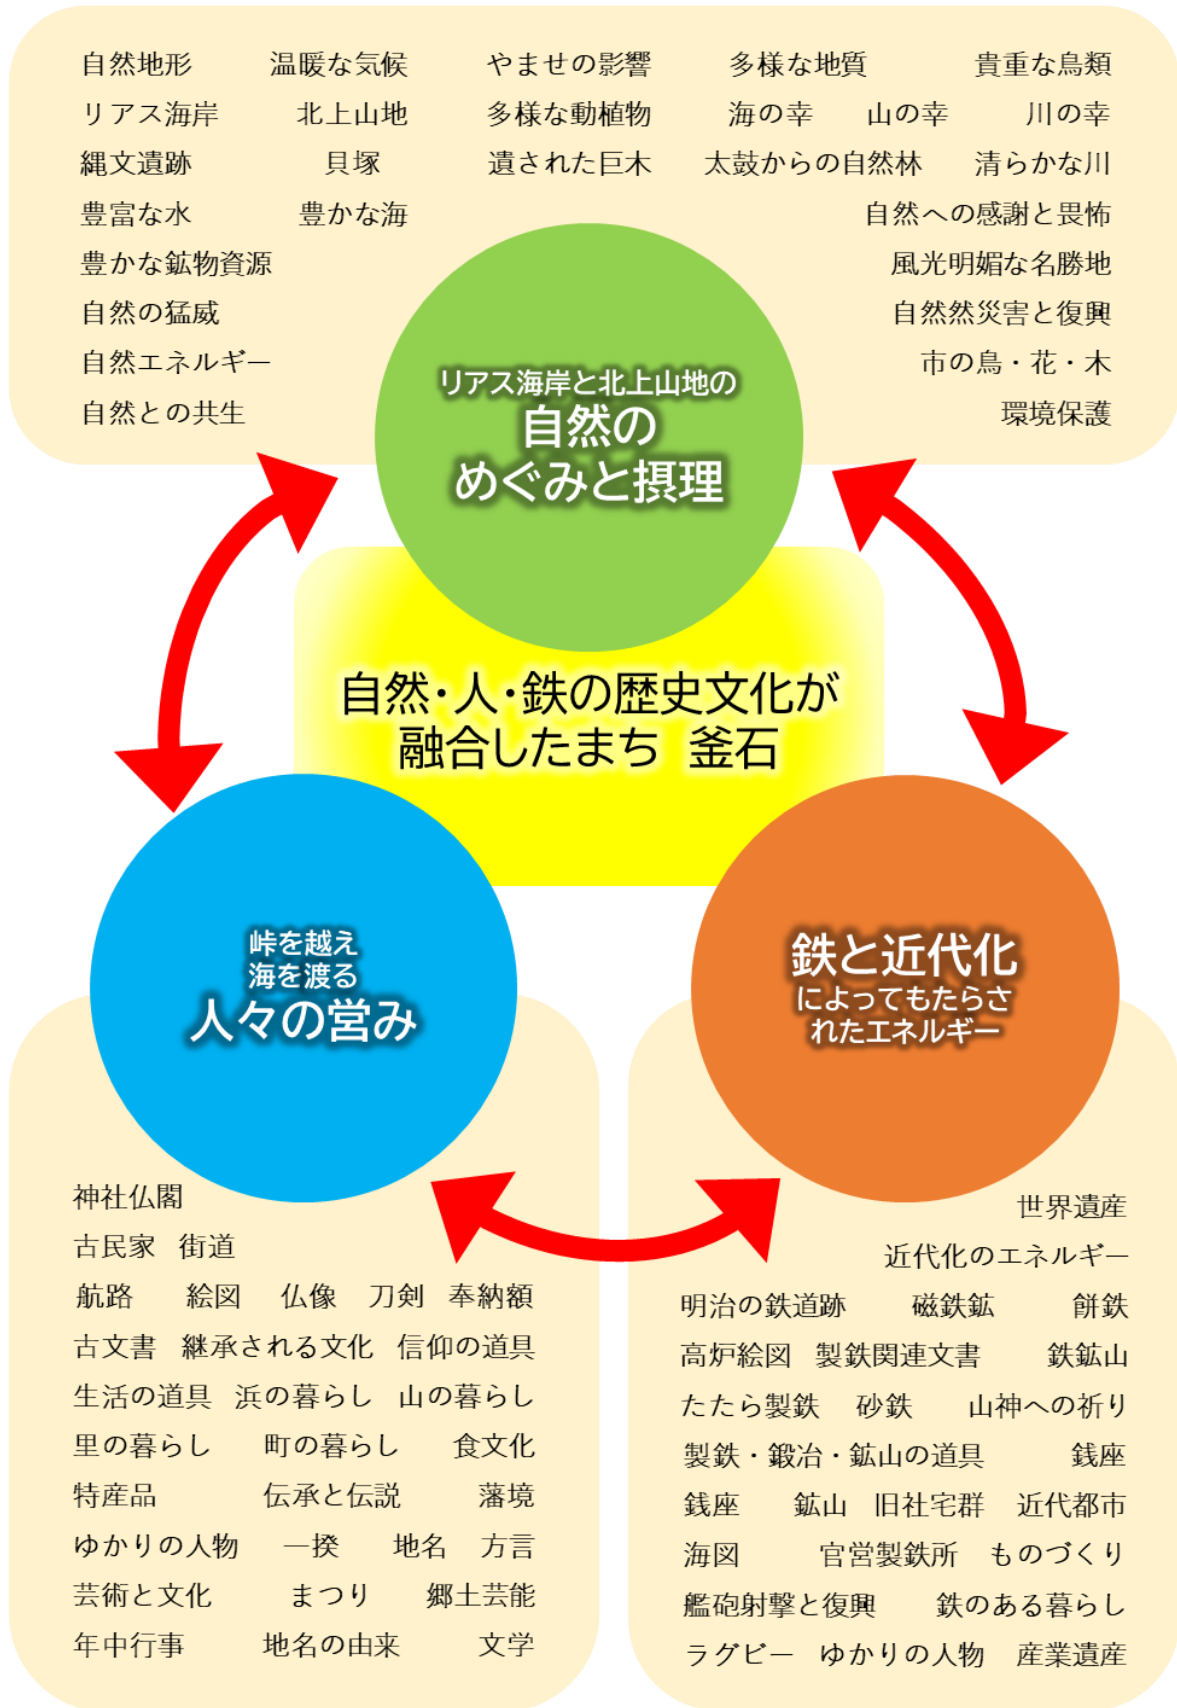 自然地形 温暖な気候 やませの影響 多様な地質 貴重な鳥類
リアス海岸 北上山地 多様な動植物 海の幸 山の幸 川の幸
縄文遺跡 貝塚 遺された巨木 太鼓からの自然林 清らかな川
豊富な水 豊かな海 自然への感謝と畏怖
豊かな鉱物資源 風光明媚な名勝地
自然の猛威 自然然災害と復興
自然エネルギー 市の鳥・花・木
自然との共生 環境保護
リアス海岸と北上山地の
自然の
めぐみと摂理
自然・人・鉄の歴史文化が
融合したまち 釜石
峠を越え
海を渡る
人々の営み
鉄と近代化
によってもたらさ
れたエネルギー
神社仏閣
古民家 街道
航路 絵図 仏像 刀剣 奉納額
古文書 継承される文化 信仰の道具
生活の道具 浜の暮らし 山の暮らし
里の暮らし 町の暮らし 食文化
特産品 伝承と伝説 藩境
ゆかりの人物 一揆 地名 方言
芸術と文化 まつり 郷土芸能
年中行事 地名の由来 文学
世界遺産
近代化のエネルギー
明治の鉄道跡 磁鉄鉱 餅鉄
高炉絵図 製鉄関連文書 鉄鉱山
たたら製鉄 砂鉄 山神への祈り
製鉄・鍛冶・鉱山の道具 銭座
銭座 鉱山 旧社宅群 近代都市
海図 官営製鉄所 ものづくり
艦砲射撃と復興 鉄のある暮らし
ラグビー ゆかりの人物 産業遺産